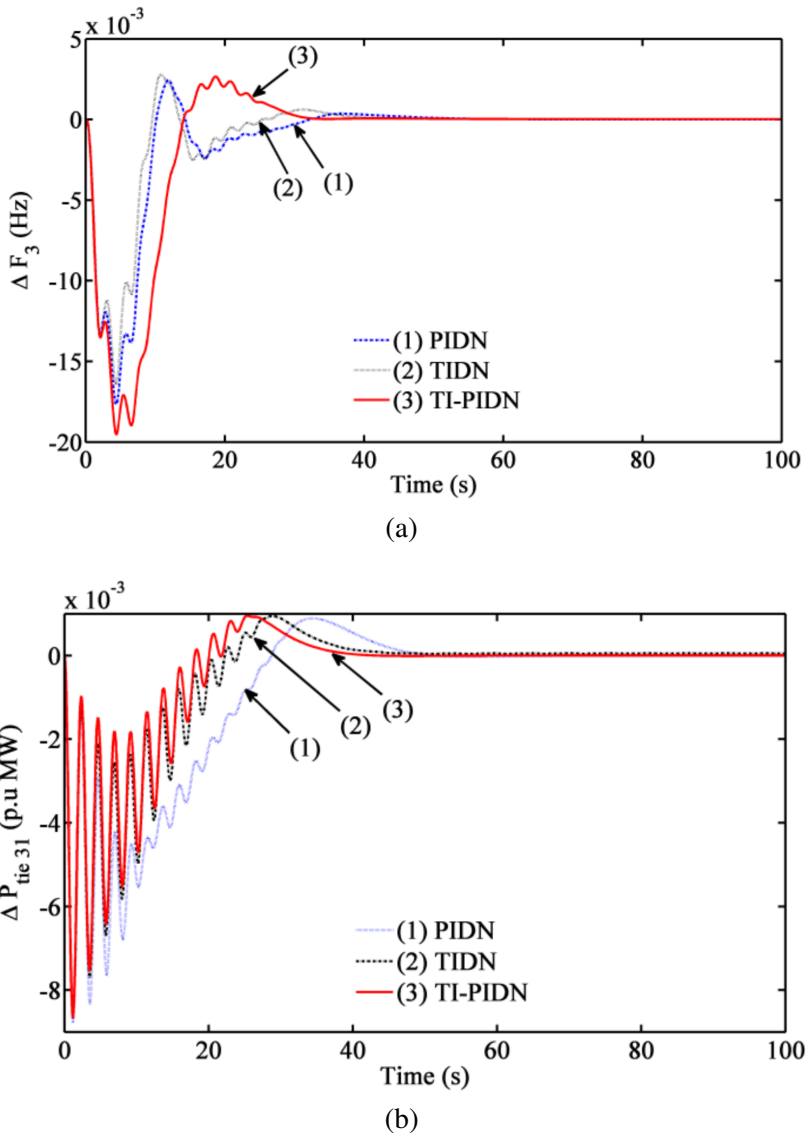 x 10⁻³
5
0
-5
-10
-15
-20
Δ F₃ (Hz)
(3)
(2)
(1)
(1) PIDN
(2) TIDN
(3) TI-PIDN
0 20 40 60 80 100
Time (s)
(a)
x 10⁻³
0
-2
-4
-6
-8
Δ P_tie 31 (p.u MW)
(1)
(2)
(3)
(1) PIDN
(2) TIDN
(3) TI-PIDN
0 20 40 60 80 100
Time (s)
(b)